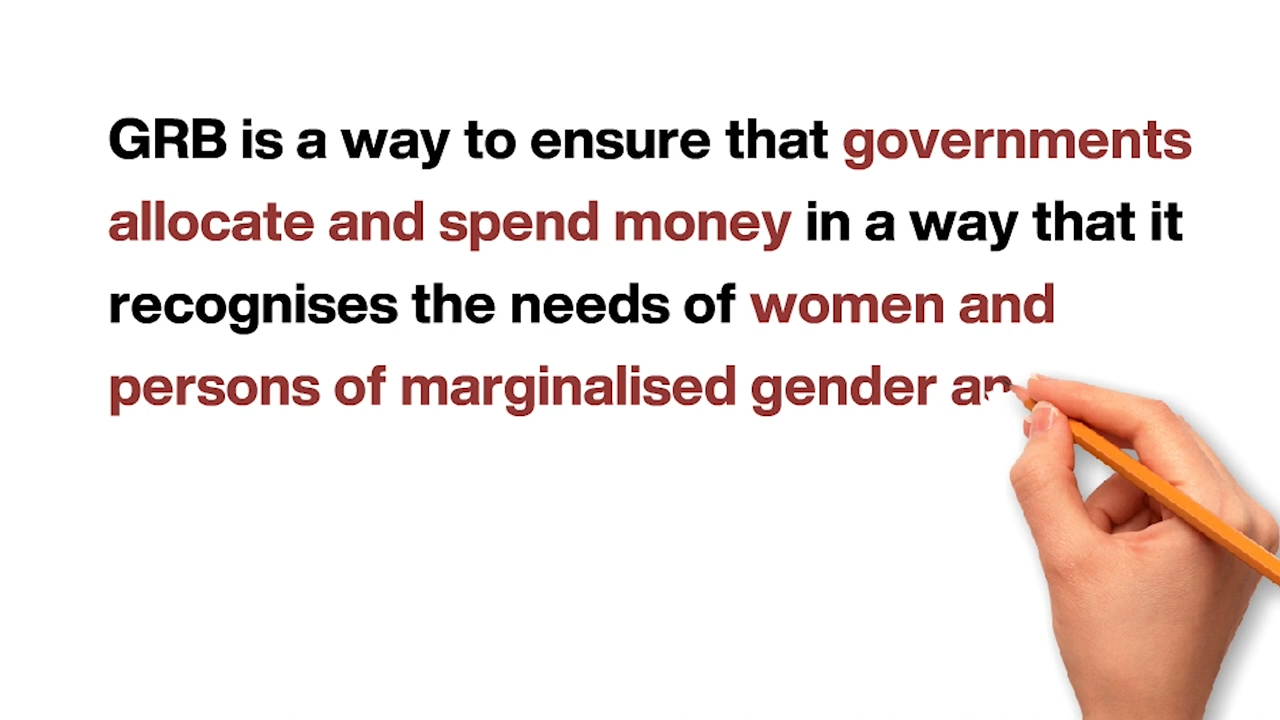 GRB is a way to ensure that governments
allocate and spend money in a way that it
recognises the needs of women and
persons of marginalised gender